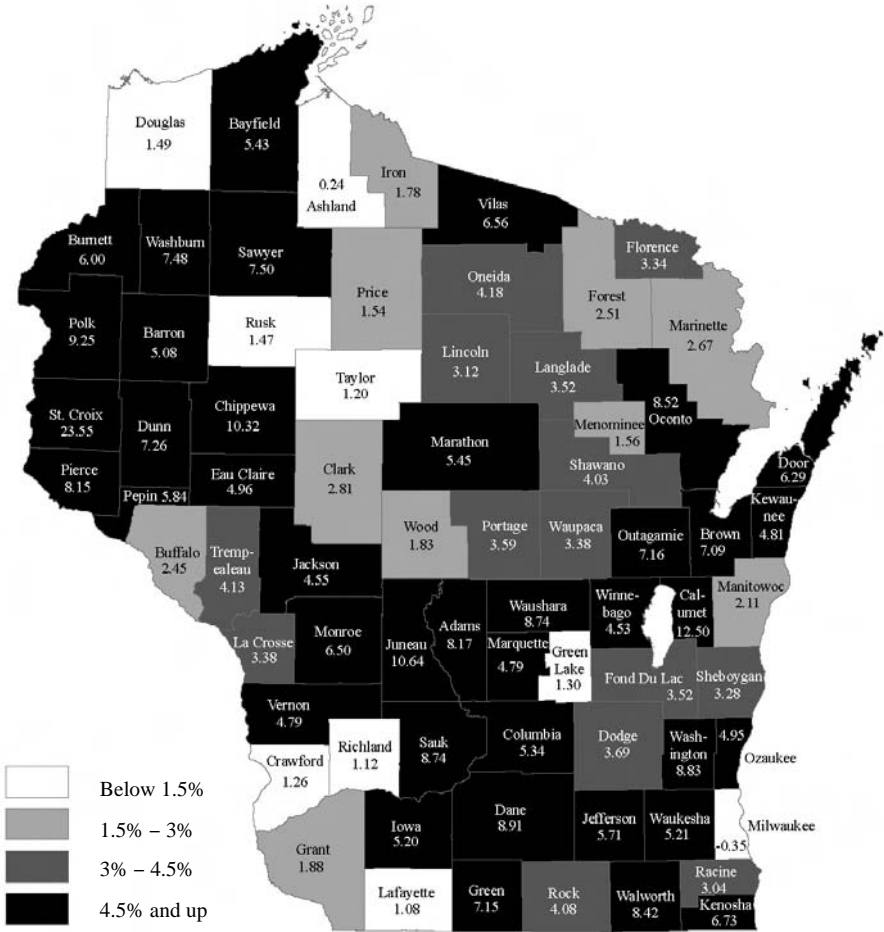 Douglas
1.49
Bayfield
5.43
Iron
1.78
0.24
Ashland
Vilas
6.56
Burnett
6.00
Washburn
7.48
Sawyer
7.50
Florence
3.34
Oneida
4.18
Forest
2.51
Price
1.54
Marinette
2.67
Polk
9.25
Barron
5.08
Rusk
1.47
Lincoln
3.12
Langlade
3.52
Taylor
1.20
Chippewa
10.32
8.52
Oconto
St. Croix
23.55
Dunn
7.26
Menominee
1.56
Marathon
5.45
Clark
2.81
Shawano
4.03
Door
6.29
Pierce
8.15
Eau Claire
4.96
Pepin 5.84
Kewau-
nee
4.81
Wood
1.83
Portage
3.59
Waupaca
3.38
Outagamie
7.16
Brown
7.09
Buffalo
2.45
Tremp-
ealeau
4.13
Jackson
4.55
Manitowoc
2.11
Waushara
8.74
Winne-
bago
4.53
Cal-
umet
12.50
Adams
8.17
Juneau
10.64
Monroe
6.50
La Crosse
3.38
Marquette
4.79
Green
Lake
1.30
Fond Du Lac
3.52
Sheboygan
3.28
Vernon
4.79
Richland
1.12
Sauk
8.74
Columbia
5.34
Dodge
3.69
Wash-
ington
8.83
4.95
Ozaukee
Crawford
1.26
Dane
8.91
Iowa
5.20
Jefferson
5.71
Waukesha
5.21
Milwaukee
-0.35
Grant
1.88
Lafayette
1.08
Green
7.15
Rock
4.08
Walworth
8.42
Racine
3.04
Kenosha
6.73
Below 1.5%
1.5% – 3%
3% – 4.5%
4.5% and up